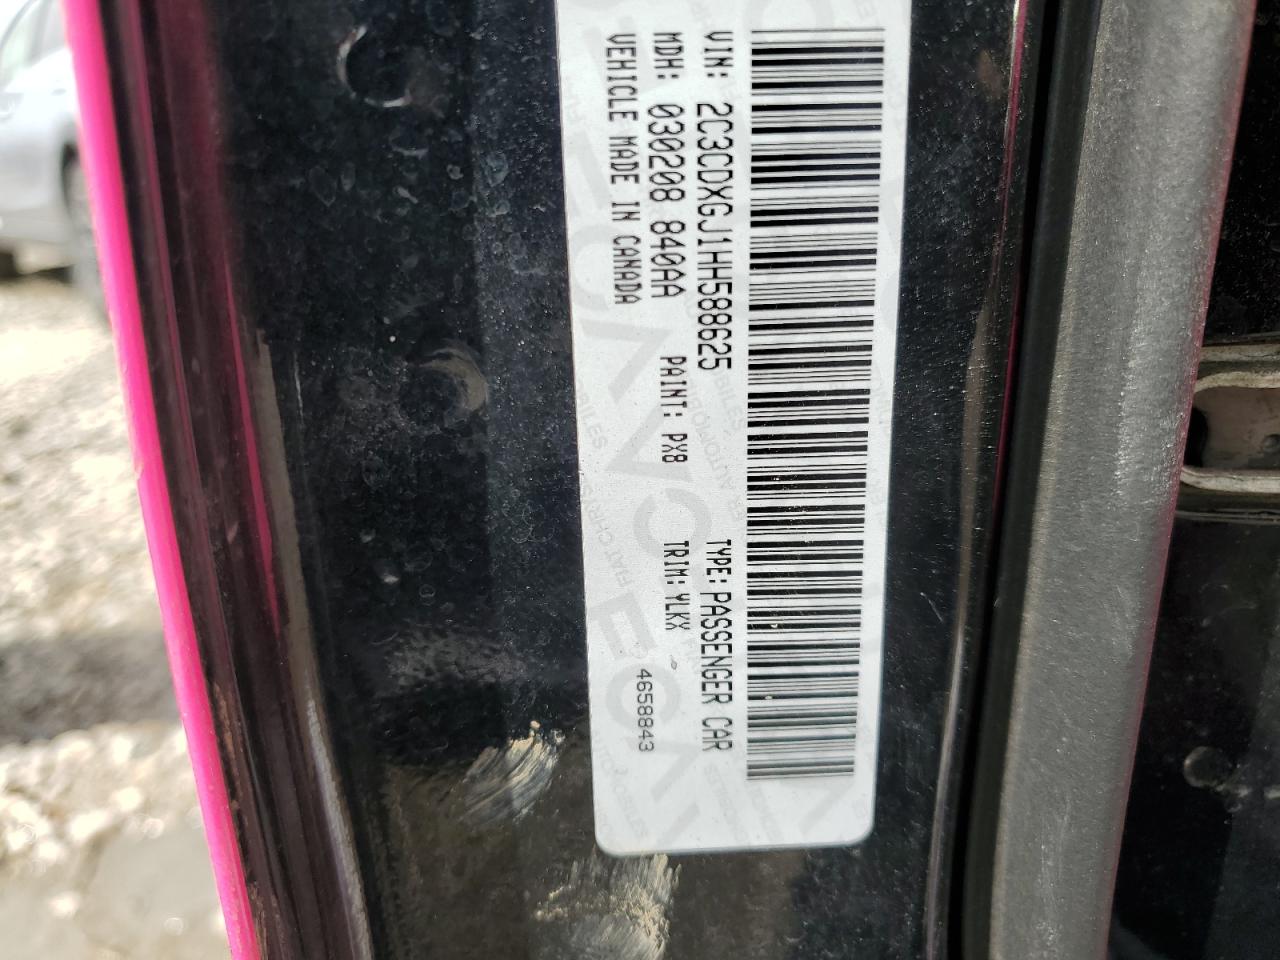 VIN: 2C3CDXGJ1HH588625 TYPE: PASSENGER CAR
MDH: 030208 840AA PAINT: PX8 TRIM: YLKX
VEHICLE MADE IN CANADA 4658843